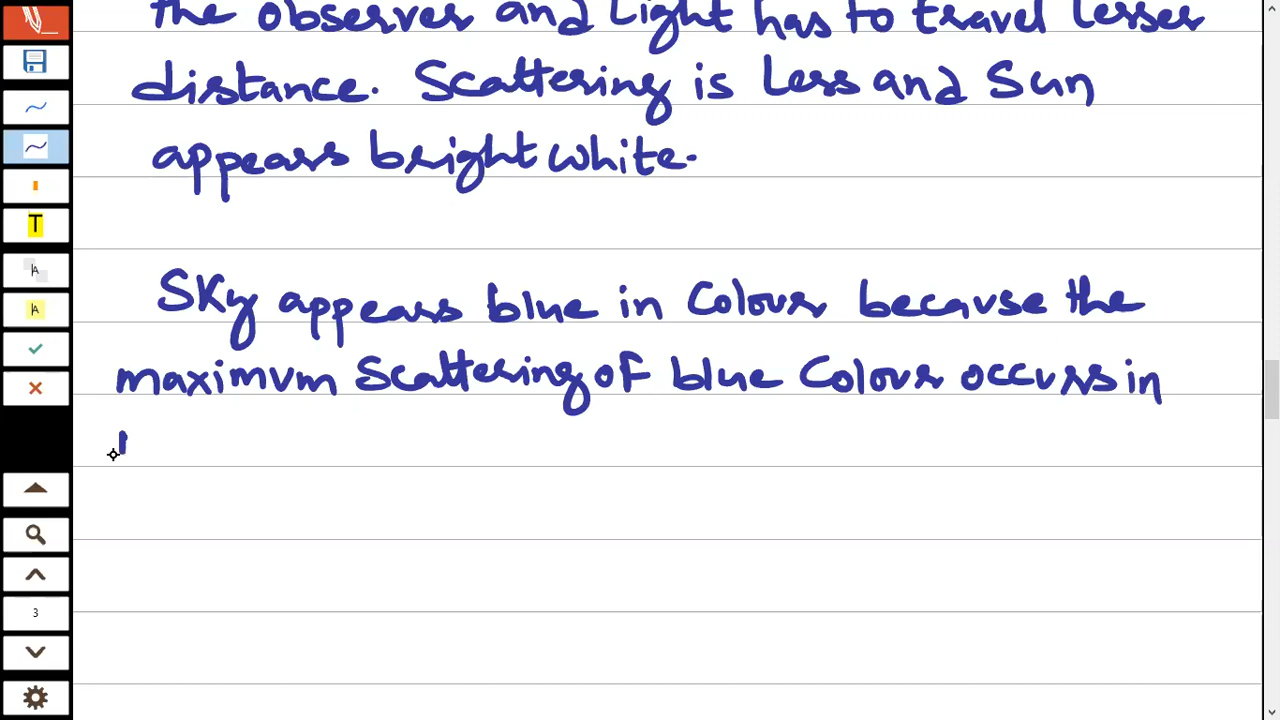 the observer and Light has to travel lesser
distance. Scattering is Less and Sun
appears bright white.
Sky appears blue in Colour because the
maximum Scattering of blue Colour occurs in
T
A
A
3